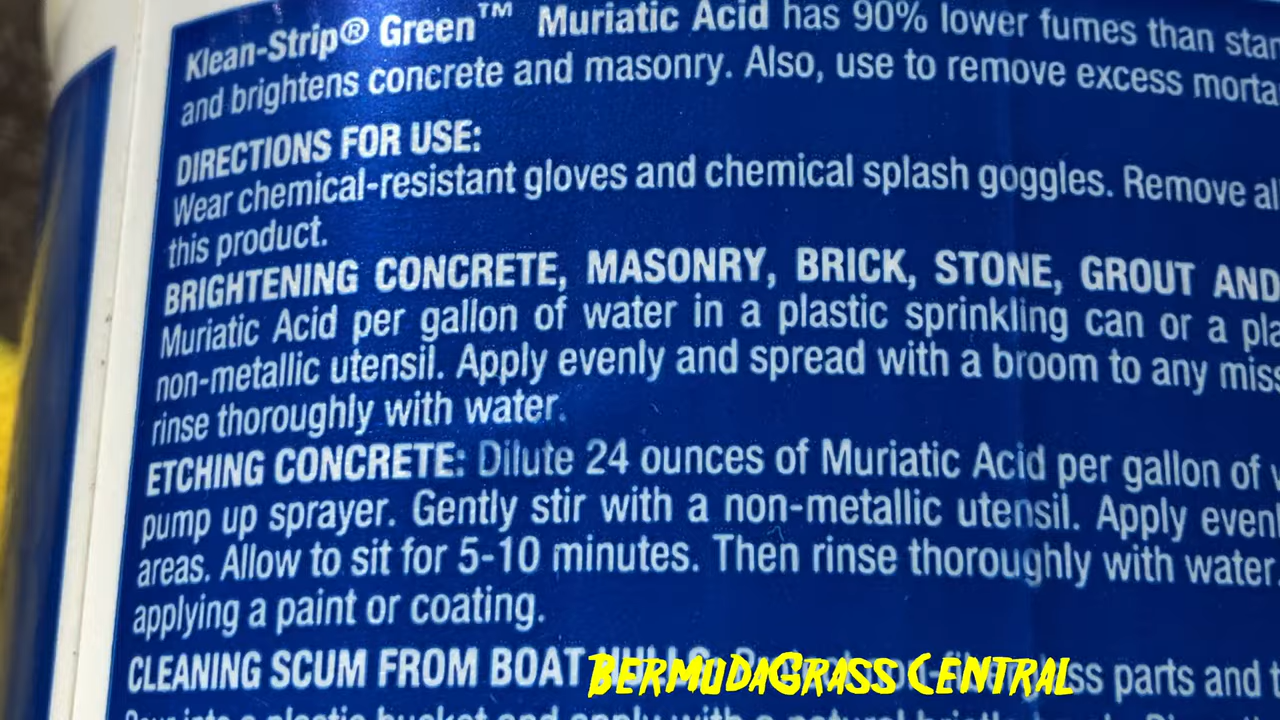 Klean-Strip® Green™ Muriatic Acid has 90% lower fumes than
and brightens concrete and masonry. Also, use to remove excess
DIRECTIONS FOR USE:
Wear chemical-resistant gloves and chemical splash goggles. Remove
this product.
BRIGHTENING CONCRETE, MASONRY, BRICK, STONE, GROUT AND
Muriatic Acid per gallon of water in a plastic sprinkling can or a
non-metallic utensil. Apply evenly and spread with a broom to any
rinse thoroughly with water.
ETCHING CONCRETE: Dilute 24 ounces of Muriatic Acid per gallon of
pump up sprayer. Gently stir with a non-metallic utensil. Apply
areas. Allow to sit for 5-10 minutes. Then rinse thoroughly with water.
applying a paint or coating.
CLEANING SCUM FROM BOAT parts and
BERMUDAGRASS CENTRAL